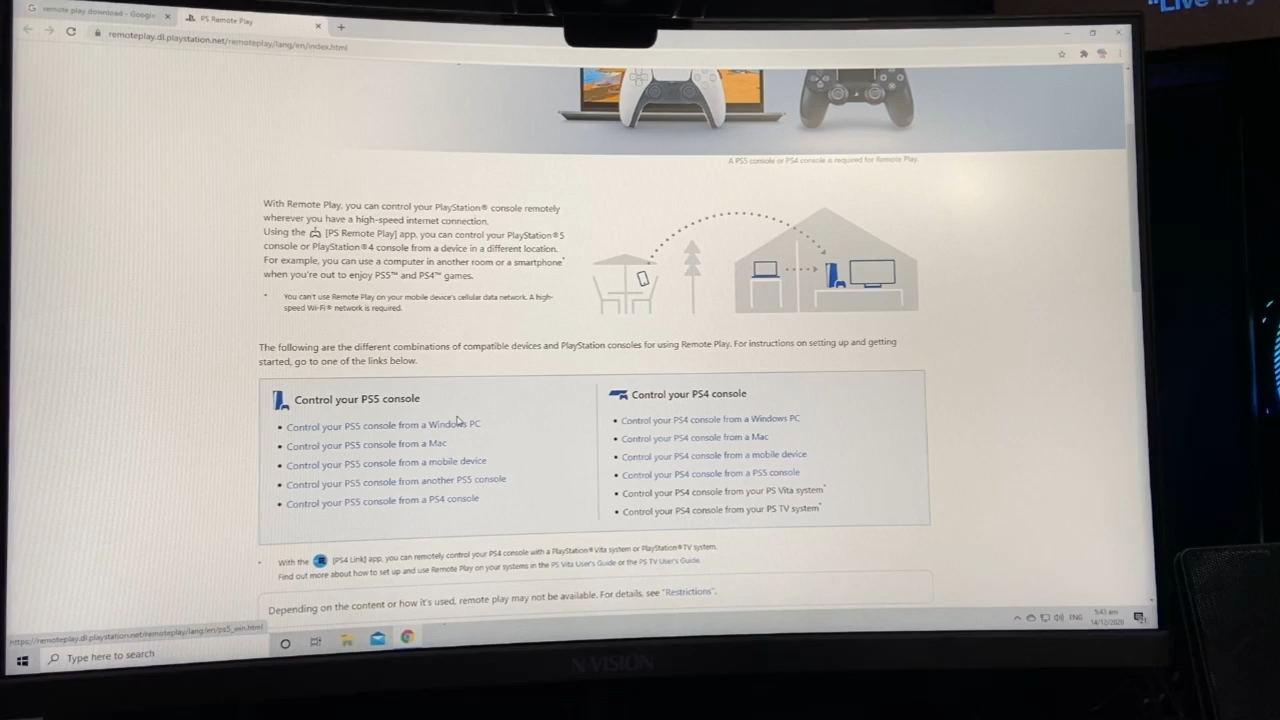 "Live in y
remote play download - Google
PS Remote Play
remoteplay.dl.playstation.net/remoteplay/lang/en/index.html
A PS5 console or PS4 console is required for Remote Play.
With Remote Play, you can control your PlayStation® console remotely
wherever you have a high-speed internet connection.
Using the [PS Remote Play] app, you can control your PlayStation®5
console or PlayStation®4 console from a device in a different location.
For example, you can use a computer in another room or a smartphone*
when you're out to enjoy PS5™ and PS4™ games.
* You can't use Remote Play on your mobile device's cellular data network. A high-
speed Wi-Fi® network is required.
The following are the different combinations of compatible devices and PlayStation consoles for using Remote Play. For instructions on setting up and getting
started, go to one of the links below.
Control your PS5 console
• Control your PS5 console from a Windows PC
• Control your PS5 console from a Mac
• Control your PS5 console from a mobile device
• Control your PS5 console from another PS5 console
• Control your PS5 console from a PS4 console
Control your PS4 console
• Control your PS4 console from a Windows PC
• Control your PS4 console from a Mac
• Control your PS4 console from a mobile device
• Control your PS4 console from a PS5 console
• Control your PS4 console from your PS Vita system*
• Control your PS4 console from your PS TV system*
* With the [PS4 Link] app, you can remotely control your PS4 console with a PlayStation®Vita system or PlayStation®TV system.
Find out more about how to set up and use Remote Play on your systems in the PS Vita User's Guide or the PS TV User's Guide.
Depending on the content or how it's used, remote play may not be available. For details, see "Restrictions".
https://remoteplay.dl.playstation.net/remoteplay/lang/en/ps5_win.html
Type here to search
ENG
5:43 am
14/12/2020
N-VISION